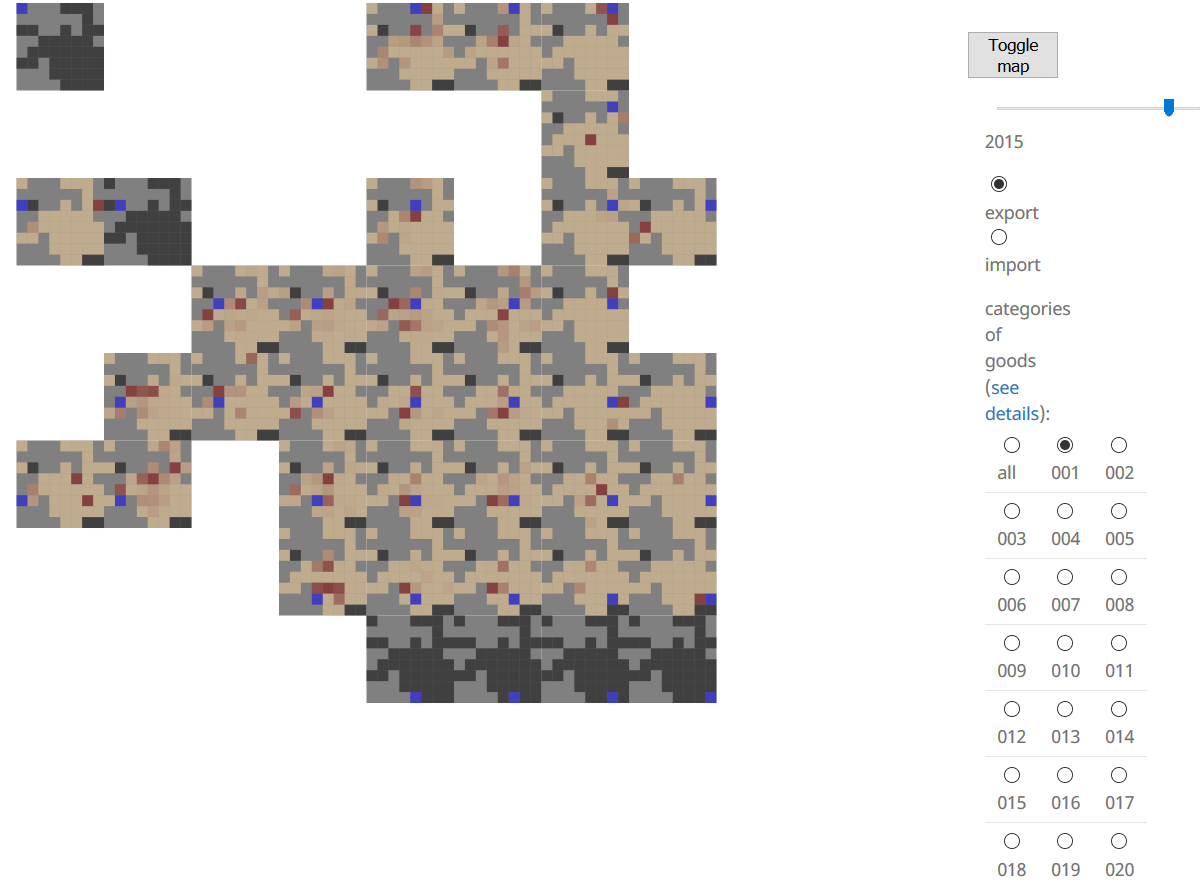 Toggle
map
2015
export
import
categories
of
goods
(see
details):
all 001 002
003 004 005
006 007 008
009 010 011
012 013 014
015 016 017
018 019 020